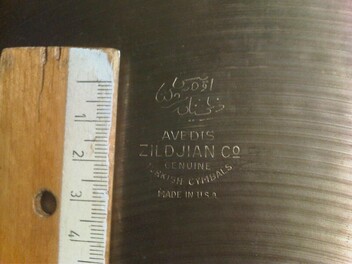 AVEDIS
ZILDJIAN CO
GENUINE
TURKISH CYMBALS
MADE IN U.S.A.
1
2
3
4